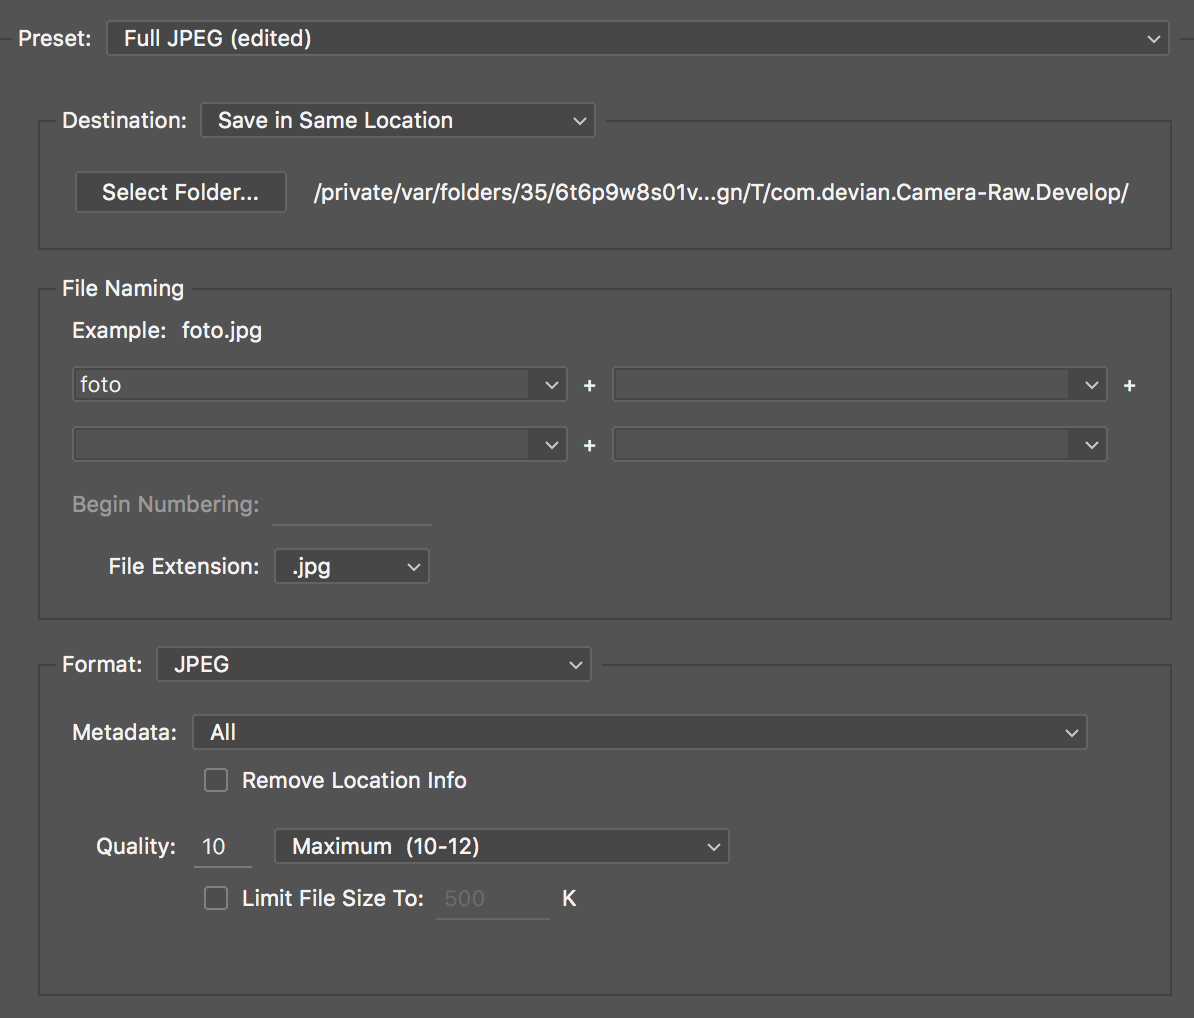 Preset: Full JPEG (edited)
Destination: Save in Same Location
Select Folder... /private/var/folders/35/6t6p9w8s01v...gn/T/com.devian.Camera-Raw.Develop/
File Naming
Example: foto.jpg
foto + +
+
Begin Numbering:
File Extension: .jpg
Format: JPEG
Metadata: All
Remove Location Info
Quality: 10 Maximum (10-12)
Limit File Size To: 500 K